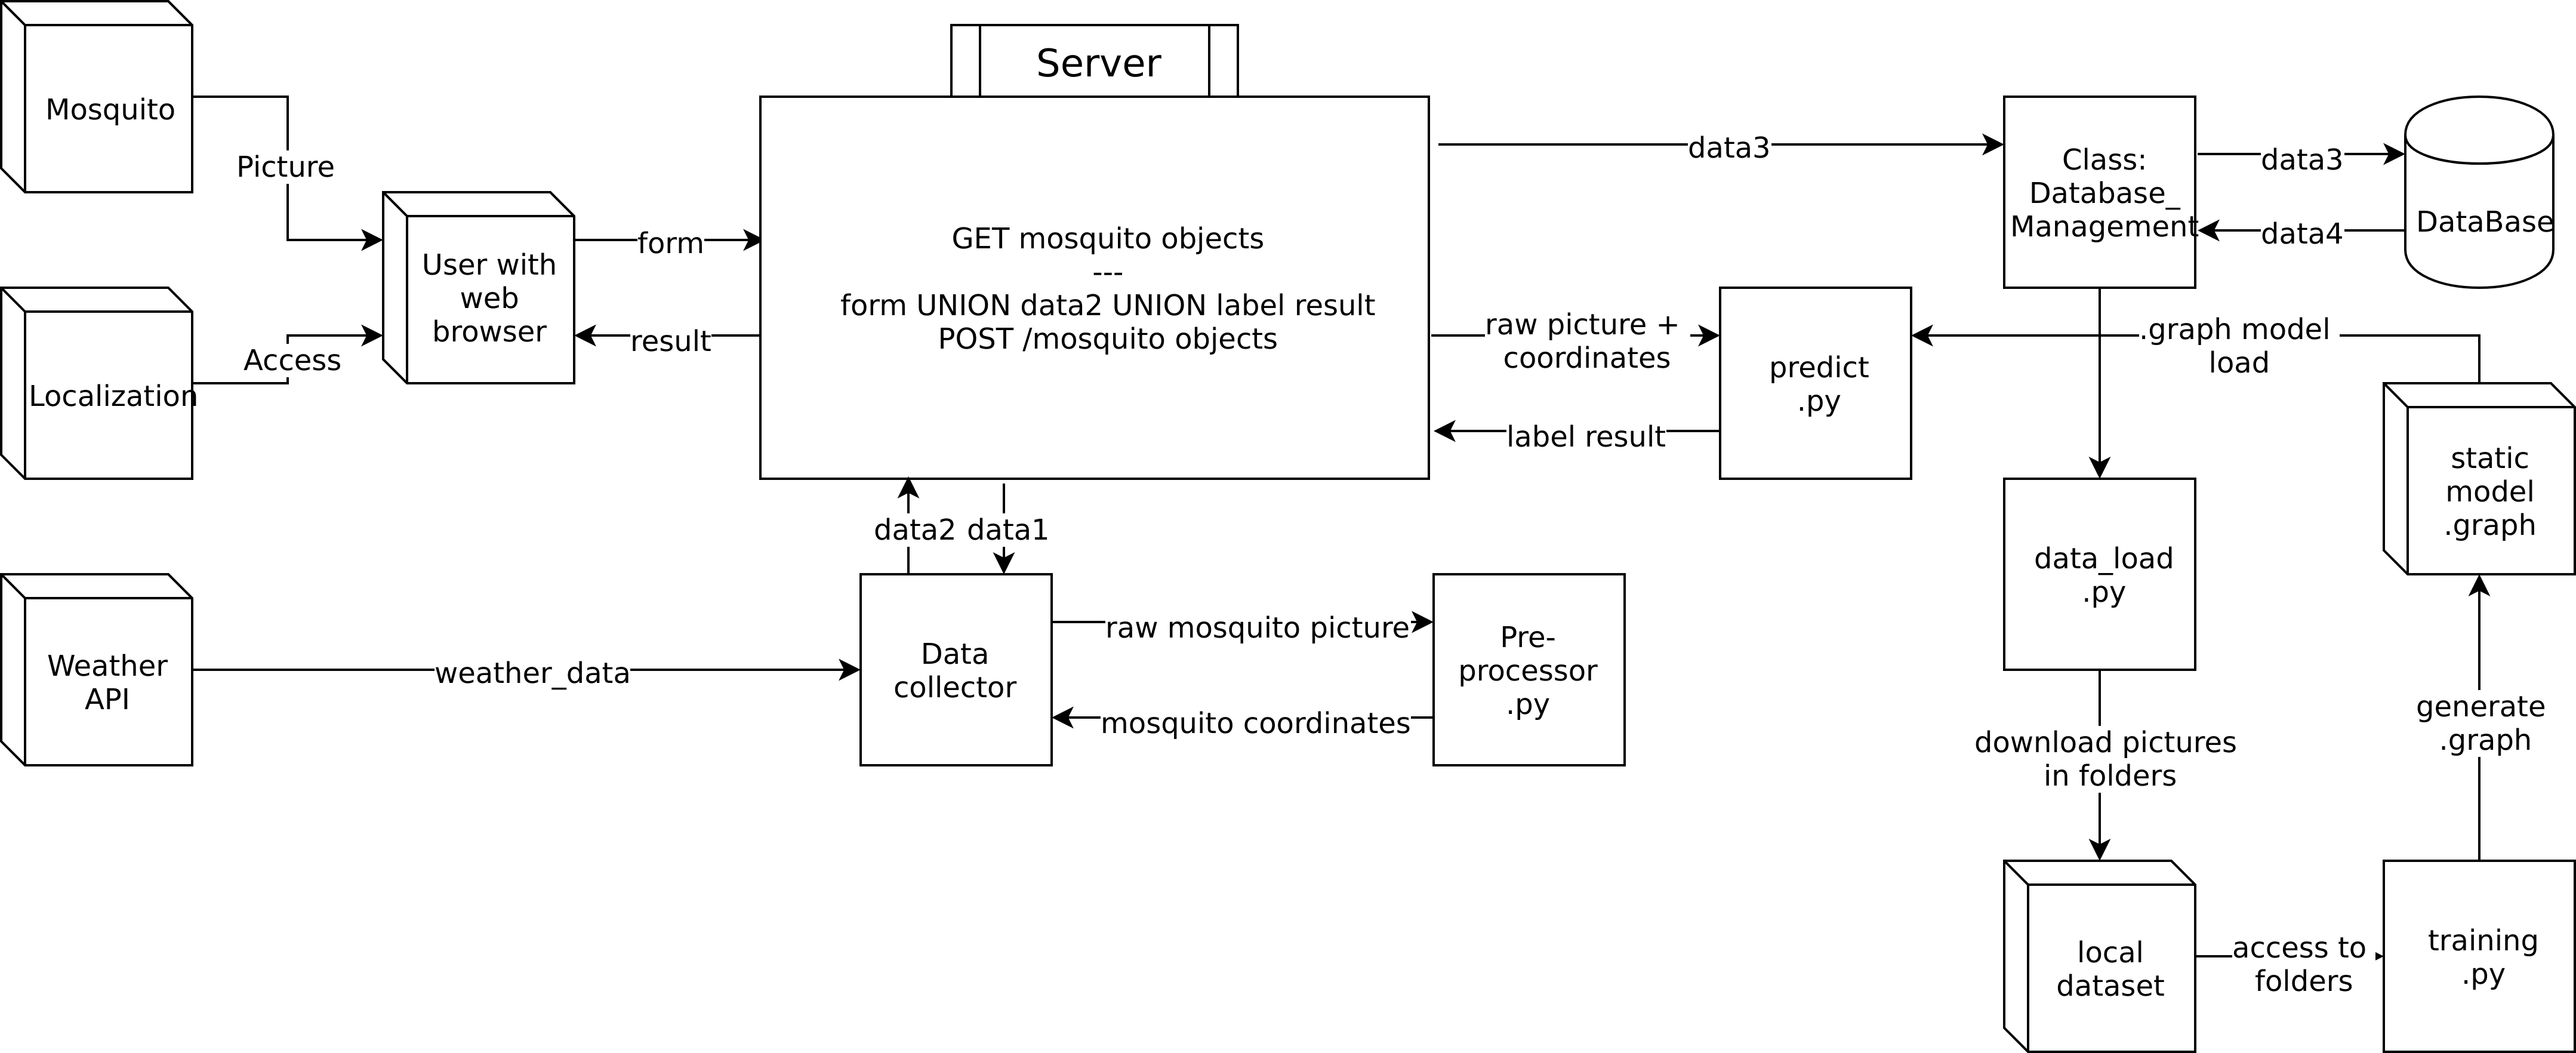 Server
Mosquito
Picture
Localization
Access
User with
web
browser
form
result
GET mosquito objects
---
form UNION data2 UNION label result
POST /mosquito objects
data3
Class:
Database_
Management
data3
data4
DataBase
raw picture +
coordinates
label result
predict
.py
.graph model
load
static
model
.graph
data2
data1
Weather
API
weather_data
Data
collector
raw mosquito picture
mosquito coordinates
Pre-
processor
.py
data_load
.py
download pictures
in folders
generate
.graph
local
dataset
access to
folders
training
.py